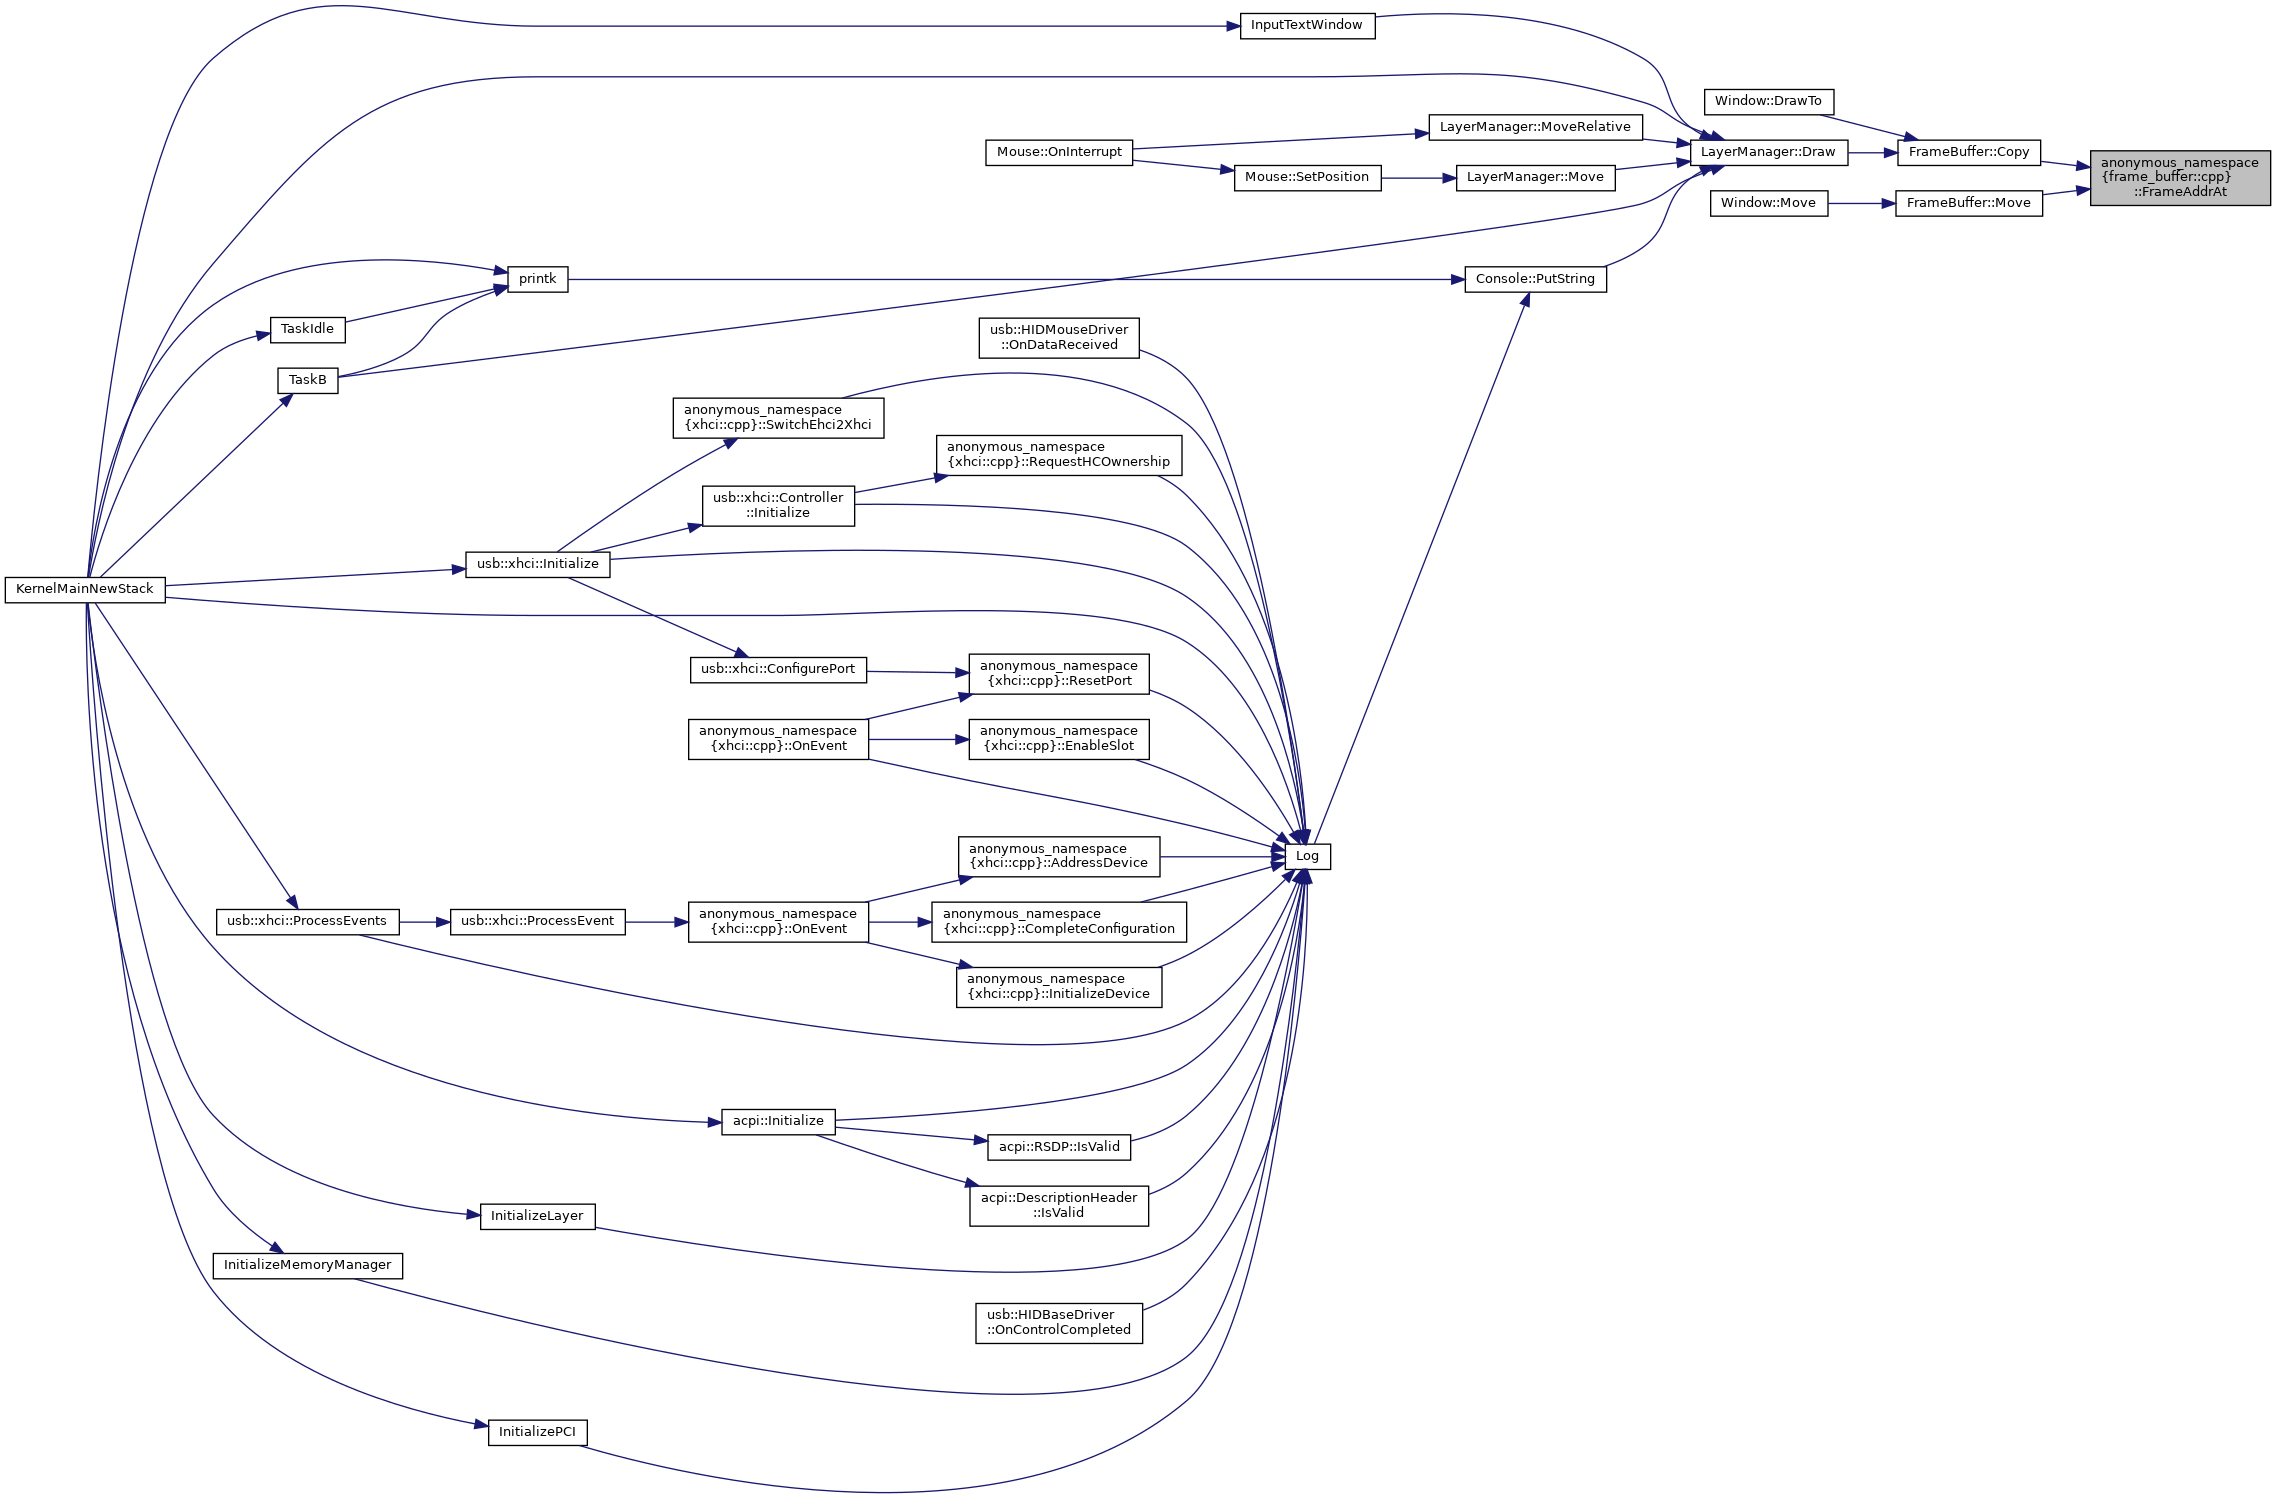 InputTextWindow
Window::DrawTo
LayerManager::MoveRelative
Mouse::OnInterrupt
LayerManager::Draw
FrameBuffer::Copy
anonymous_namespace
{frame_buffer::cpp}
::FrameAddrAt
Mouse::SetPosition
LayerManager::Move
Window::Move
FrameBuffer::Move
printk
Console::PutString
TaskIdle
usb::HIDMouseDriver
::OnDataReceived
TaskB
anonymous_namespace
{xhci::cpp}::SwitchEhci2Xhci
anonymous_namespace
{xhci::cpp}::RequestHCOwnership
usb::xhci::Controller
::Initialize
usb::xhci::Initialize
KernelMainNewStack
usb::xhci::ConfigurePort
anonymous_namespace
{xhci::cpp}::ResetPort
anonymous_namespace
{xhci::cpp}::OnEvent
anonymous_namespace
{xhci::cpp}::EnableSlot
anonymous_namespace
{xhci::cpp}::AddressDevice
Log
usb::xhci::ProcessEvents
usb::xhci::ProcessEvent
anonymous_namespace
{xhci::cpp}::OnEvent
anonymous_namespace
{xhci::cpp}::CompleteConfiguration
anonymous_namespace
{xhci::cpp}::InitializeDevice
acpi::Initialize
acpi::RSDP::IsValid
acpi::DescriptionHeader
::IsValid
InitializeLayer
InitializeMemoryManager
usb::HIDBaseDriver
::OnControlCompleted
InitializePCI